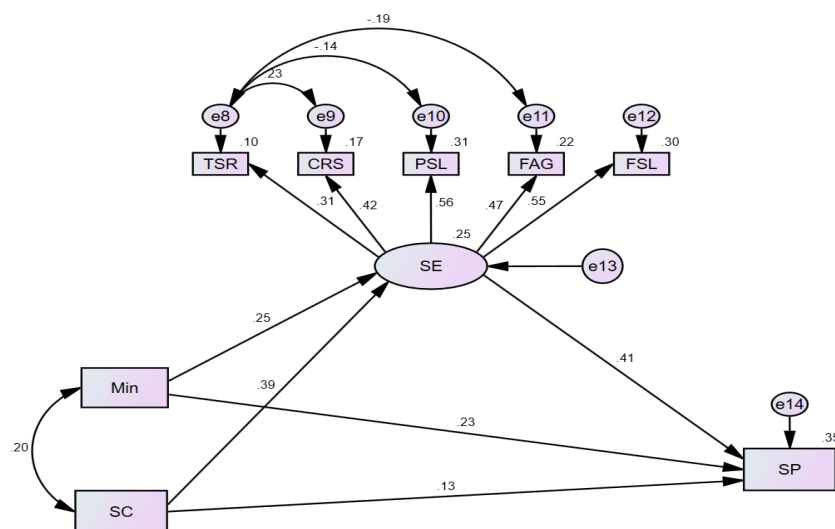 -.19
-.14
.23
e8 e9 e10 e11 e12
.10 .17 .31 .22 .30
TSR CRS PSL FAG FSL
.31 .42 .56 .47 .55
.25
SE e13
.25
.41
Min .39
e14
.23
.20 .35
SP
.13
SC